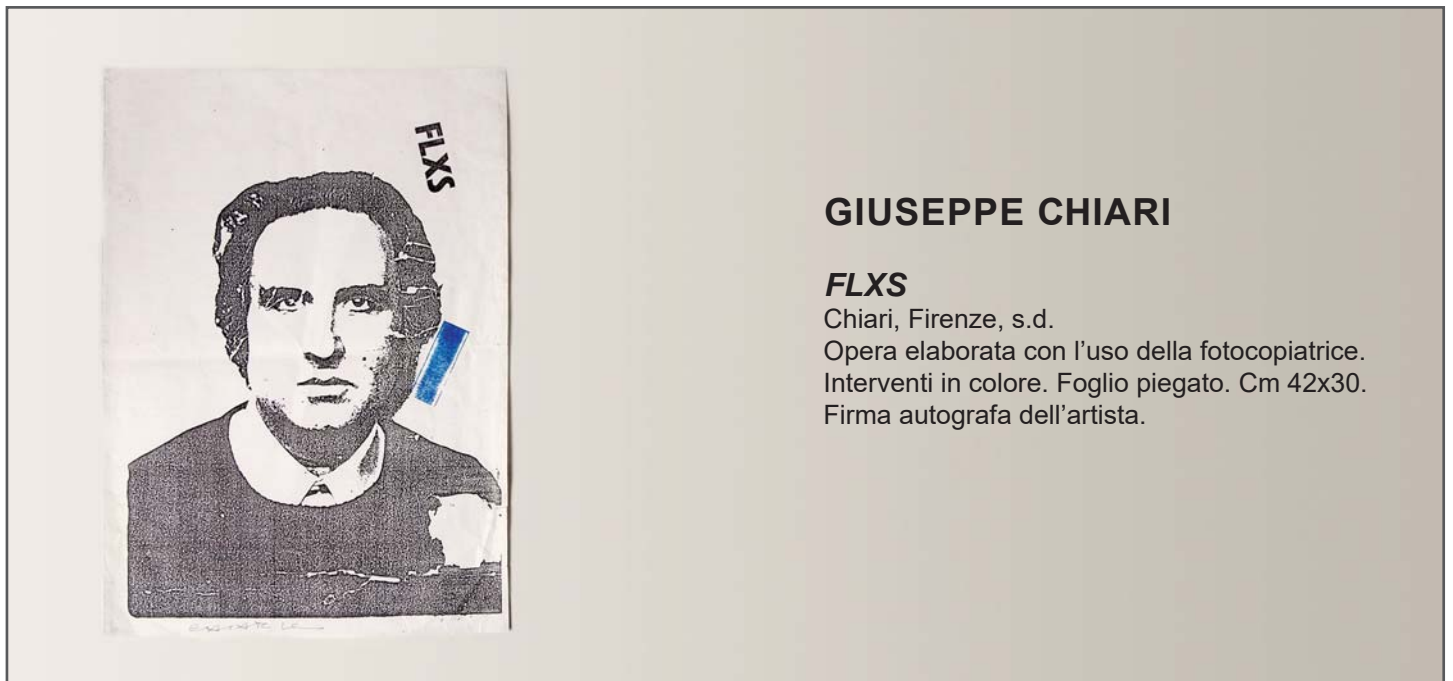 FLXS
GIUSEPPE CHIARI
FLXS
Chiari, Firenze, s.d.
Opera elaborata con l’uso della fotocopiatrice.
Interventi in colore. Foglio piegato. Cm 42x30.
Firma autografa dell’artista.